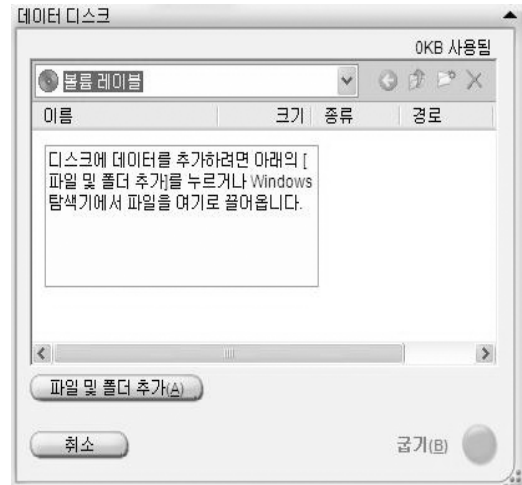 데이터 디스크
0KB 사용됨
볼륨 레이블
이름 크기 종류 경로
디스크에 데이터를 추가하려면 아래의 [
파일 및 폴더 추가]를 누르거나 Windows
탐색기에서 파일을 여기로 끌어옵니다.
파일 및 폴더 추가(A)
취소
굽기(B)